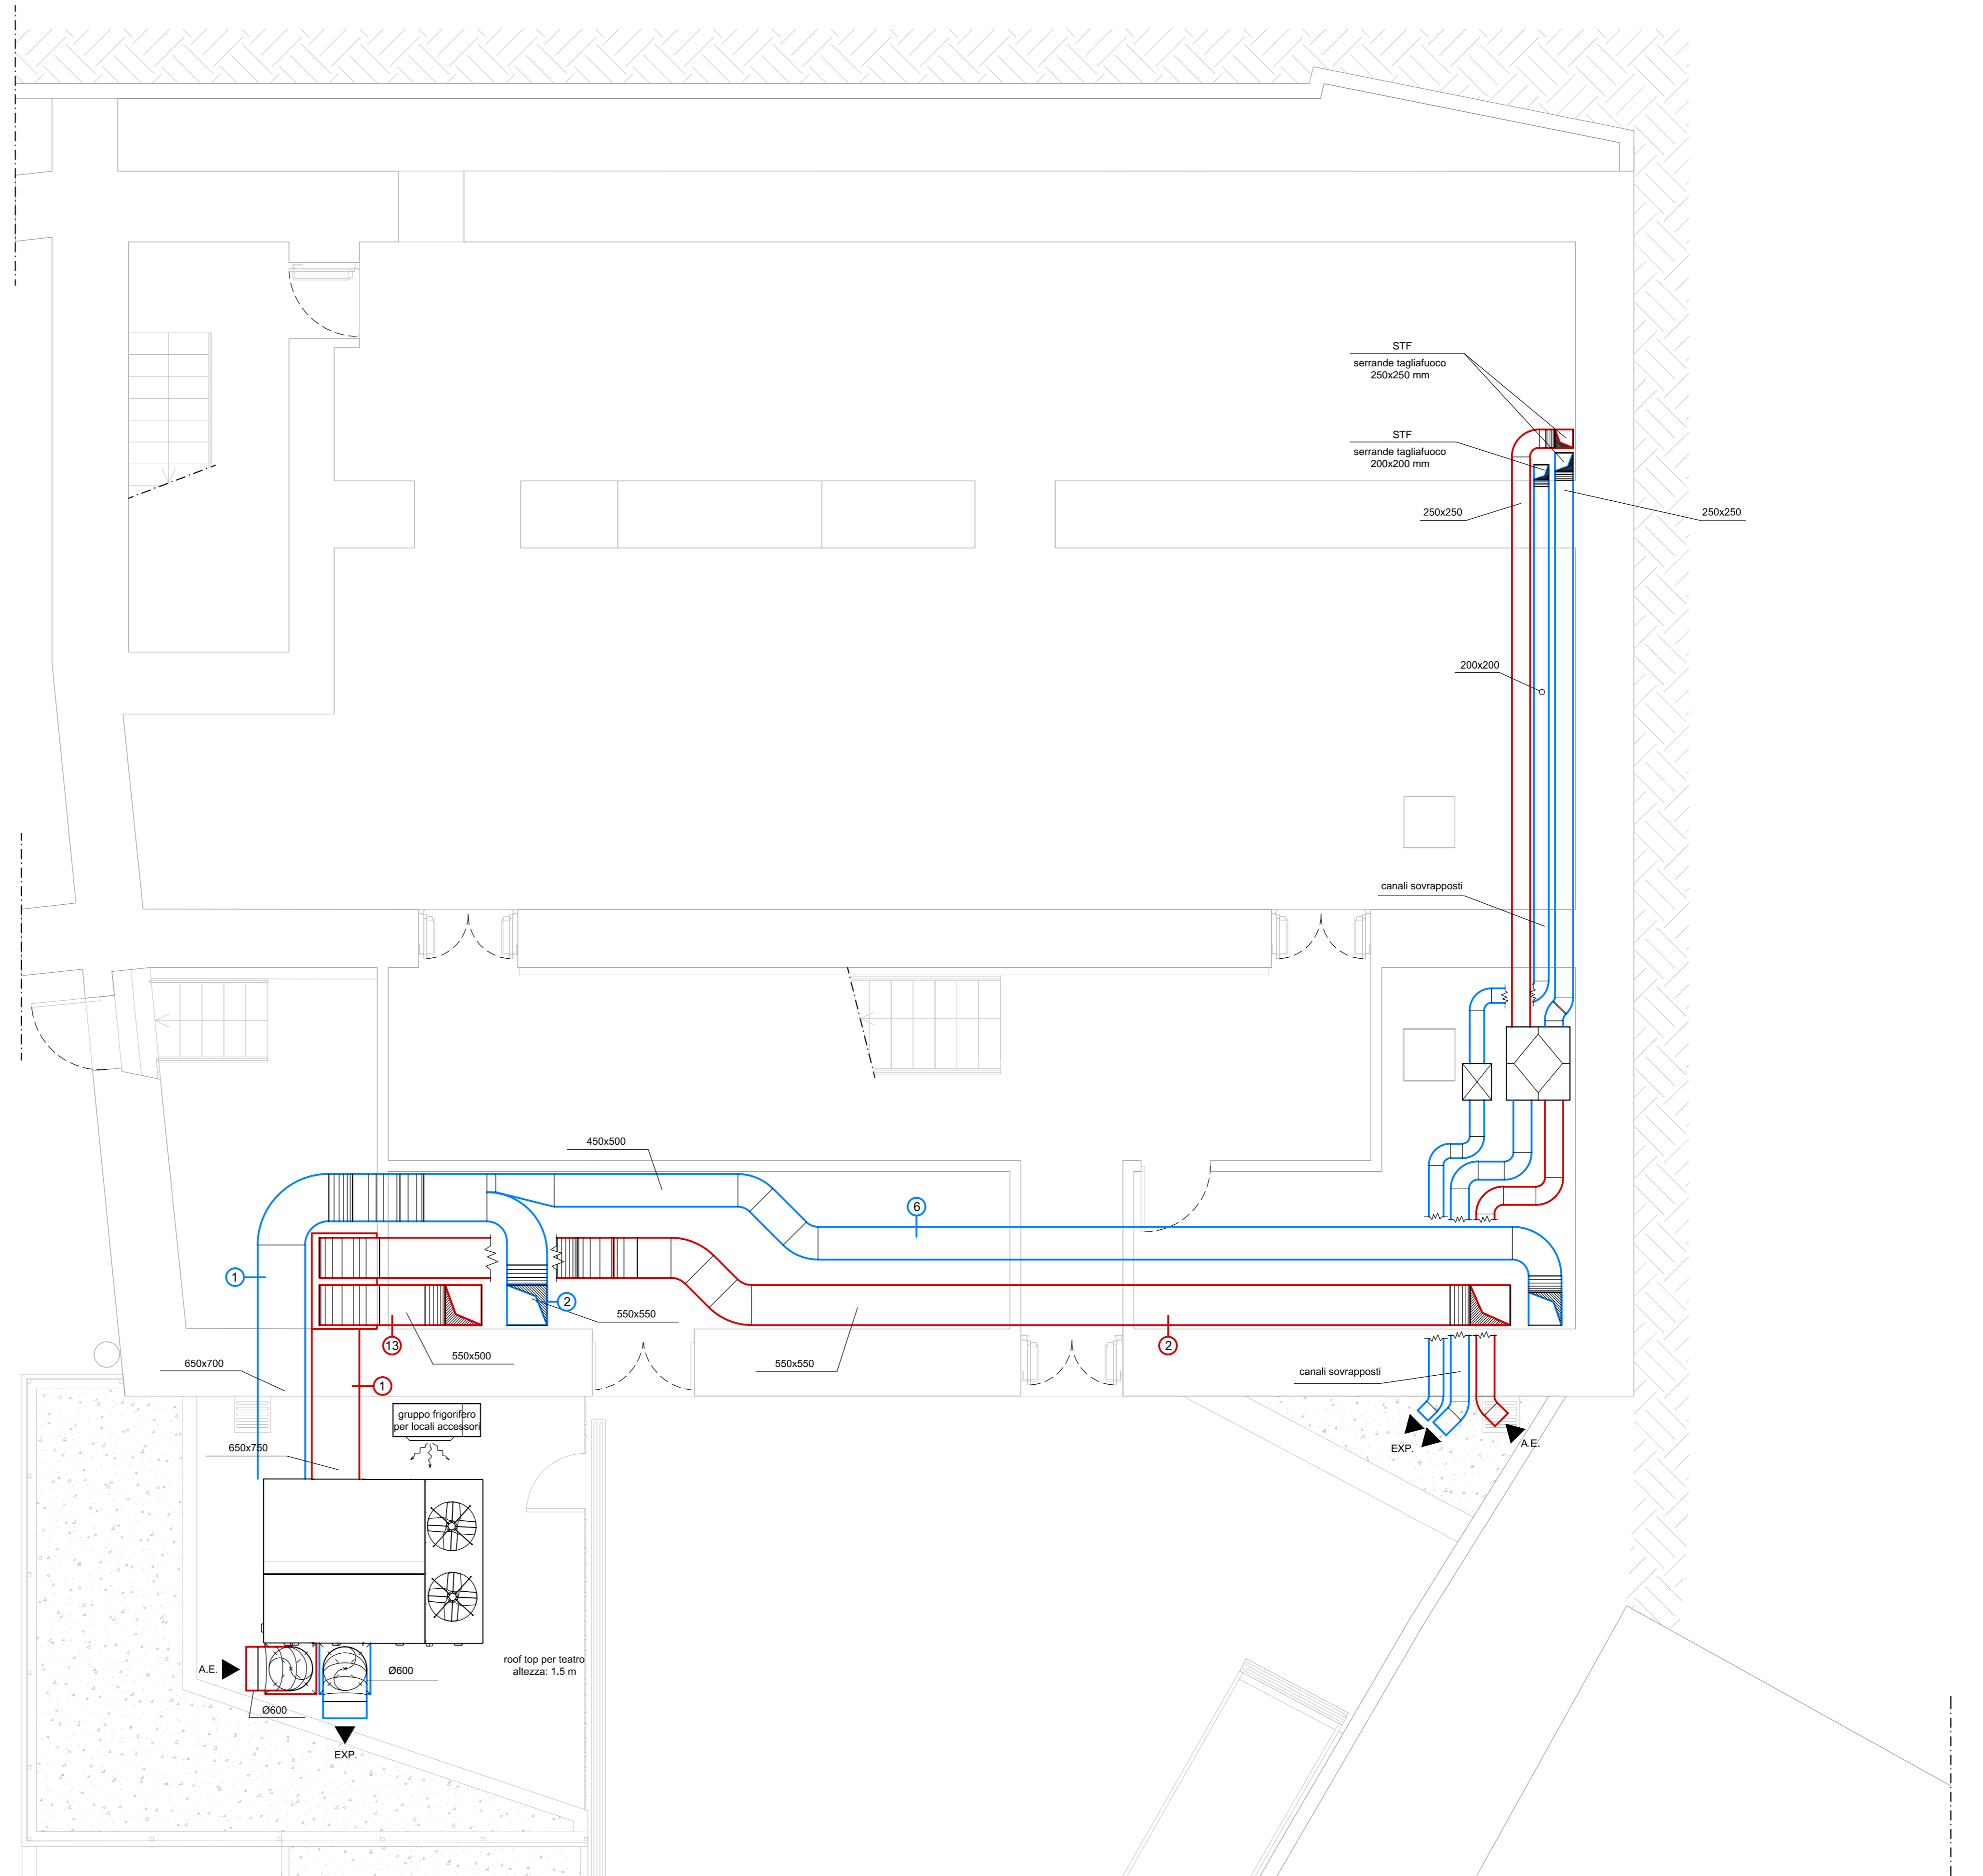 STF
serrande tagliafuoco
250x250 mm
STF
serrande tagliafuoco
200x200 mm
250x250
250x250
200x200
canali sovrapposti
450x500
6
1
2
550x550
13
550x500
2
550x550
650x700
1
canali sovrapposti
gruppo frigorifero
per locali accessori
650x750
EXP.
A.E.
roof top per teatro
altezza: 1.5 m
A.E.
Ø600
Ø600
EXP.